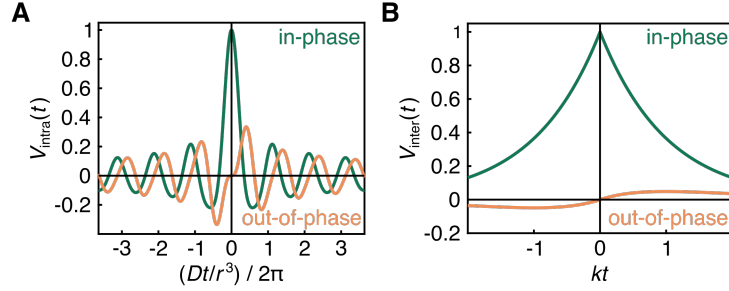 A
in-phase
1
0.8
0.6
0.4
0.2
0
-0.2
V_intra(t)
out-of-phase
-3 -2 -1 0 1 2 3
(Dt/r³) / 2π
B
in-phase
1
0.8
0.6
0.4
0.2
0
-0.2
V_inter(t)
out-of-phase
-1 0 1
kt